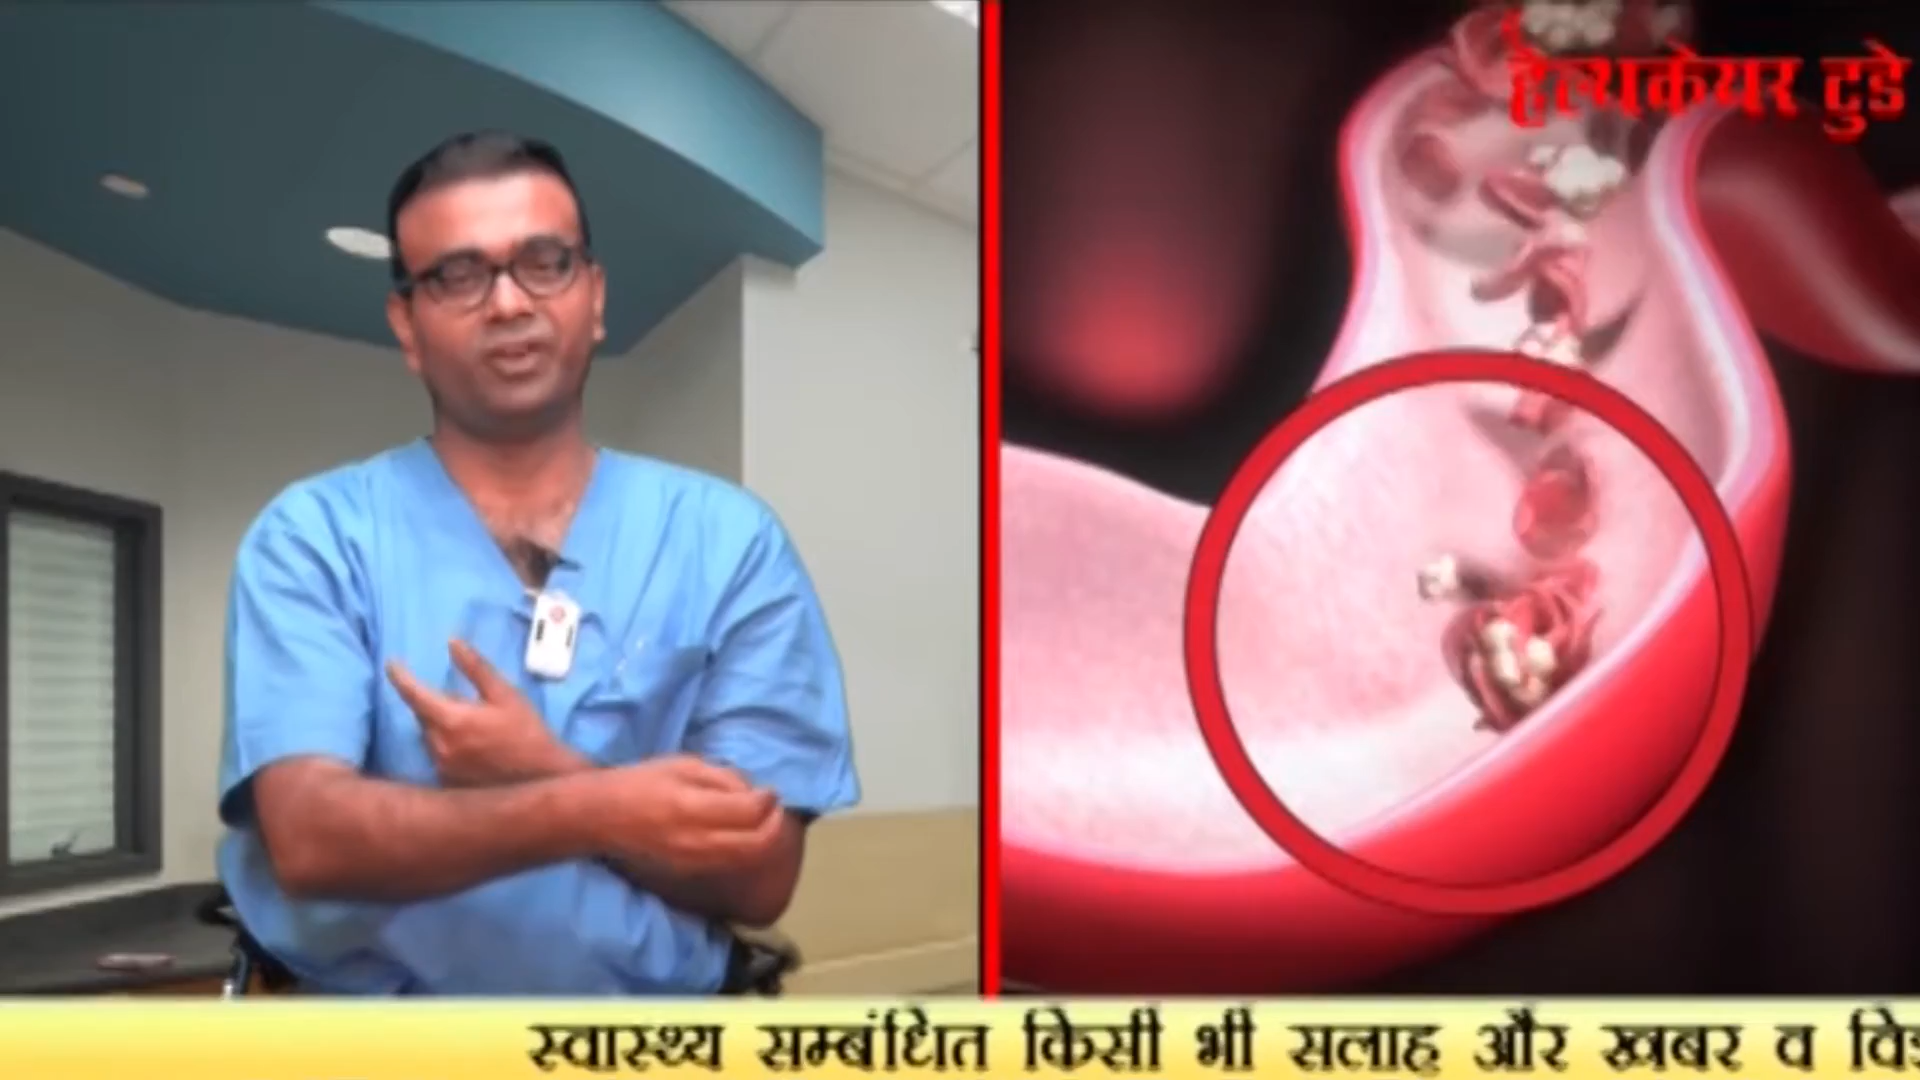 हेल्थकेयर टुडे
स्वास्थ्य सम्बंधित किसी भी सलाह और खबर व